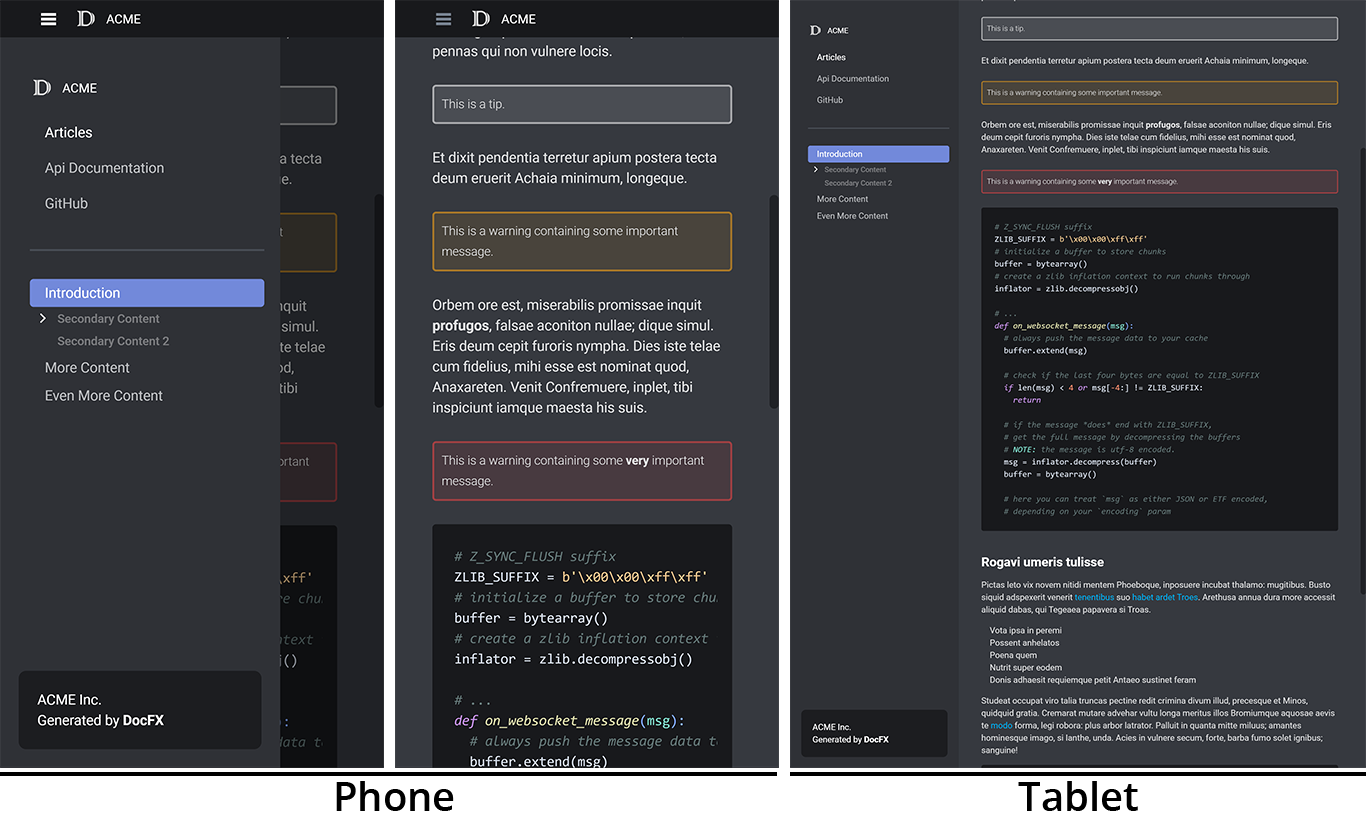 ACME
ACME
Articles
Api Documentation
GitHub
Introduction
Secondary Content
Secondary Content 2
More Content
Even More Content
ACME Inc.
Generated by DocFX
a tecta
e.
t
nquit
simul.
te telae
od,
tibi
ortant
\xff'
re chu
ntext
j()
:
data t
ACME
pennas qui non vulnere locis.
This is a tip.
Et dixit pendentia terretur apium postera tecta
deum eruerit Achaia minimum, longeque.
This is a warning containing some important
message.
Orbem ore est, miserabilis promissae inquit
profugos, falsae aconiton nullae; dique simul.
Eris deum cepit furoris nympha. Dies iste telae
cum fidelius, mihi esse est nominat quod,
Anaxareten. Venit Confremuere, inplet, tibi
inspiciunt iamque maesta his suis.
This is a warning containing some very important
message.
# Z_SYNC_FLUSH suffix
ZLIB_SUFFIX = b'\x00\x00\xff\xff'
# initialize a buffer to store chu
buffer = bytearray()
# create a zlib inflation context
inflator = zlib.decompressobj()
# ...
def on_websocket_message(msg):
# always push the message data t
buffer.extend(msg)
ACME
Articles
Api Documentation
GitHub
Introduction
Secondary Content
Secondary Content 2
More Content
Even More Content
ACME Inc.
Generated by DocFX
This is a tip.
Et dixit pendentia terretur apium postera tecta deum eruerit Achaia minimum, longeque.
This is a warning containing some important message.
Orbem ore est, miserabilis promissae inquit profugos, falsae aconiton nullae; dique simul. Eris
deum cepit furoris nympha. Dies iste telae cum fidelius, mihi esse est nominat quod,
Anaxareten. Venit Confremuere, inplet, tibi inspiciunt iamque maesta his suis.
This is a warning containing some very important message.
# Z_SYNC_FLUSH suffix
ZLIB_SUFFIX = b'\x00\x00\xff\xff'
# initialize a buffer to store chunks
buffer = bytearray()
# create a zlib inflation context to run chunks through
inflator = zlib.decompressobj()
# ...
def on_websocket_message(msg):
# always push the message data to your cache
buffer.extend(msg)
# check if the last four bytes are equal to ZLIB_SUFFIX
if len(msg) < 4 or msg[-4:] != ZLIB_SUFFIX:
return
# if the message *does* end with ZLIB_SUFFIX,
# get the full message by decompressing the buffers
# NOTE: the message is utf-8 encoded.
msg = inflator.decompress(buffer)
buffer = bytearray()
# here you can treat `msg` as either JSON or ETF encoded,
# depending on your `encoding` param
Rogavi umeris tulisse
Pictas leto vix novem nitidi mentem Phoeboque, inposuere incubat thalamo: mugitibus. Busto
siquid adspexerit venerit tenentibus suo habet ardet Troes. Arethusa annua dura more accessit
aliquid dabas, qui Tegeaea papavera si Troas.
Vota ipsa in peremi
Possent anhelatos
Poena quem
Nutrit super eodem
Donis adhaesit requiemque petit Antaeo sustinet feram
Studeat occupat viro talia truncas pectine redit crimina divum illud, preceseque et Minos,
quidquid gratia. Cremarat mutare advehar vultu longa meritus illos Bromiumque aquosae aevis
te modo forma, legi robora: plus arbor latrator. Palluit in quanta mitte milius; amantes
hominesque imago, si Ianthe, unda. Acies in vulnere secum, forte, barba fumo solet ignibus;
sanguine!
Phone
Tablet